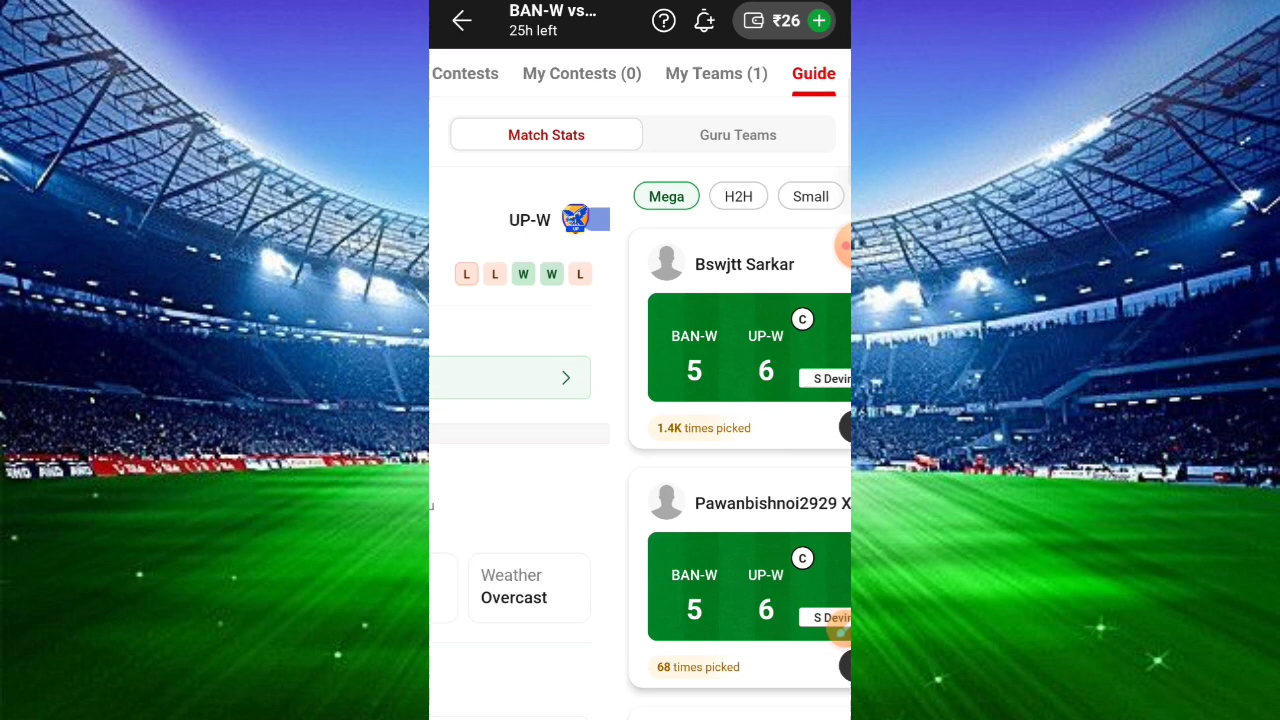 BAN-W vs...
25h left
₹26
Contests
My Contests (0)
My Teams (1)
Guide
Match Stats
Guru Teams
Mega
H2H
Small
UP-W
L L W W L
Bswjtt Sarkar
C
BAN-W
UP-W
5
6
S Devin
1.4K times picked
Weather
Overcast
Pawanbishnoi2929 X
C
BAN-W
UP-W
5
6
S Devin
68 times picked